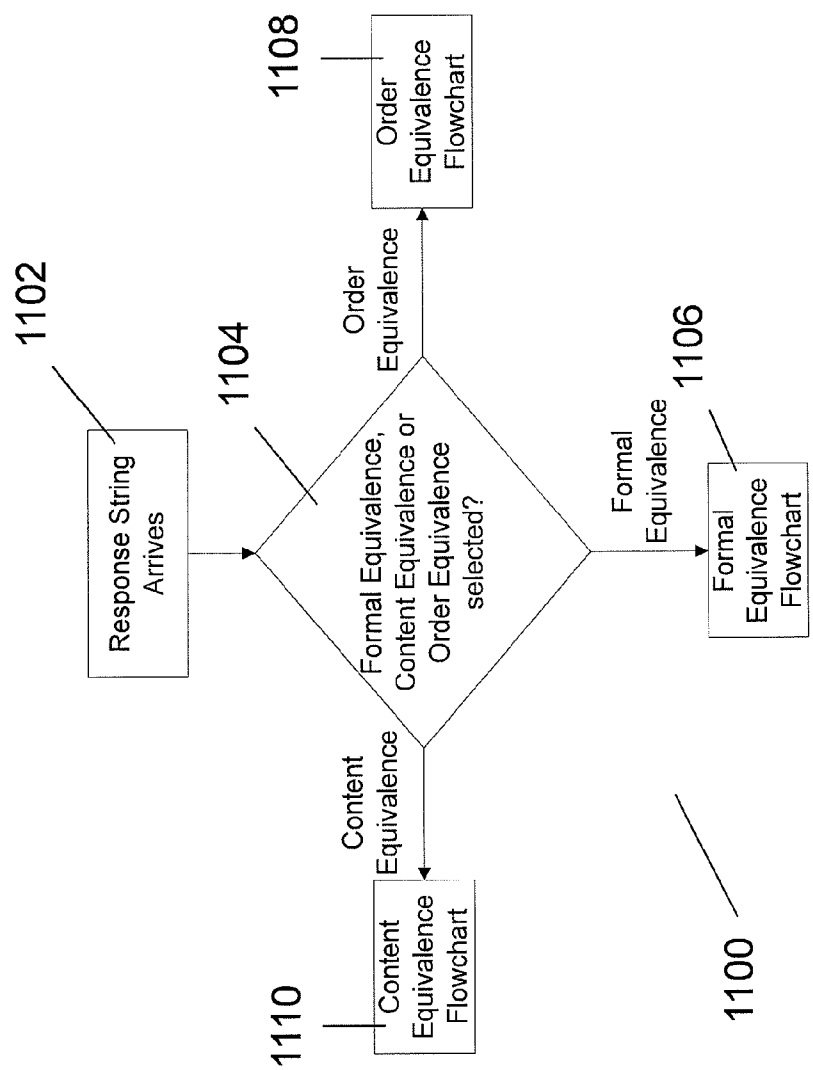 1102
Response String
Arrives
1104
Formal Equivalence,
Content Equivalence or
Order Equivalence
selected?
Content
Equivalence
1110
Content
Equivalence
Flowchart
Order
Equivalence
1108
Order
Equivalence
Flowchart
Formal
Equivalence
1106
Formal
Equivalence
Flowchart
1100